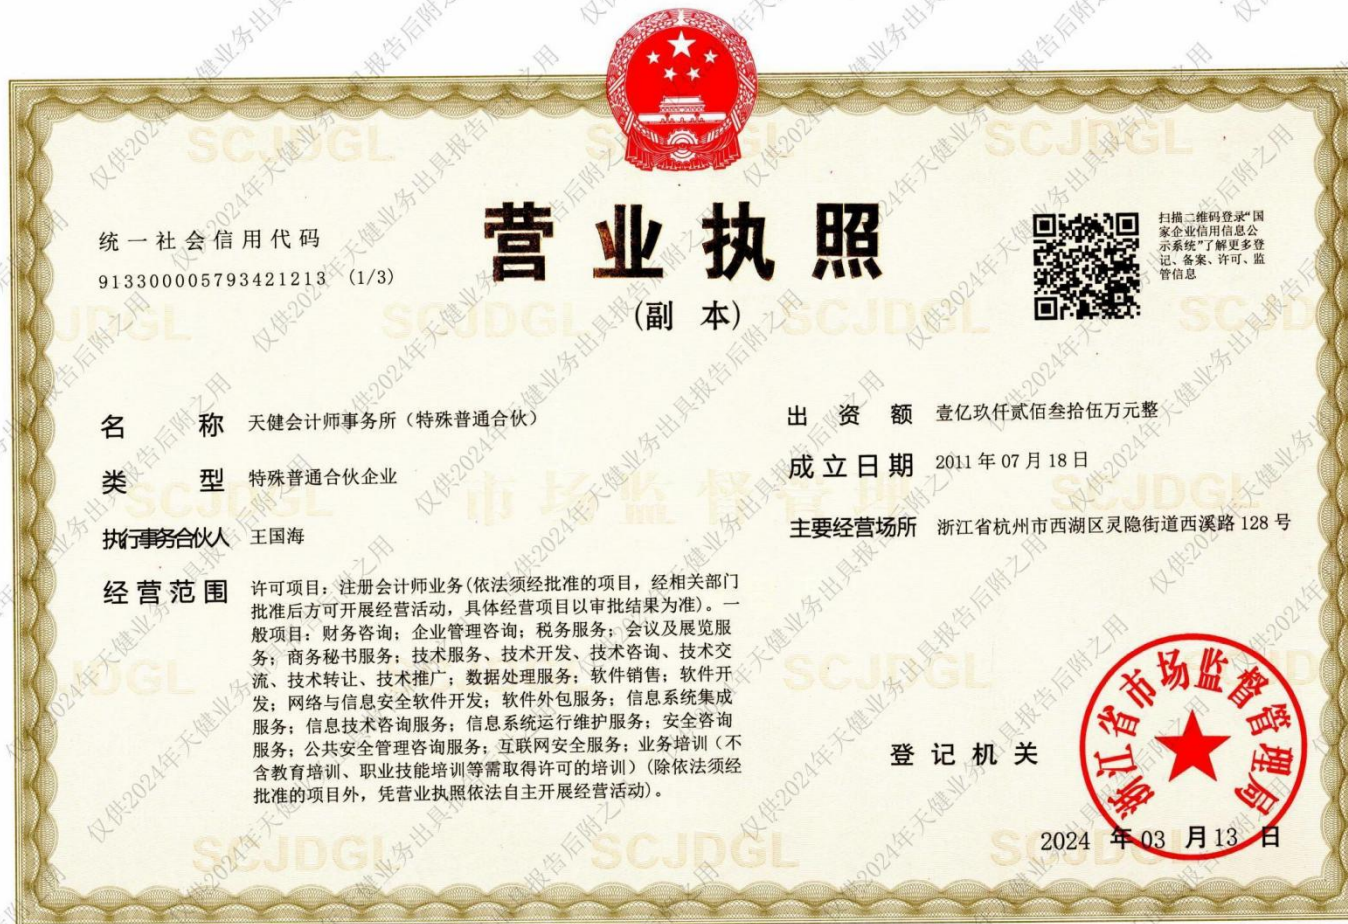 营业执照
(副 本)
统一社会信用代码
913300005793421213 (1/3)
扫描二维码登录“国
家企业信用信息公
示系统”了解更多登
记、备案、许可、监
管信息
名 称 天健会计师事务所（特殊普通合伙）
类 型 特殊普通合伙企业
执行事务合伙人 王国海
经营范围 许可项目：注册会计师业务(依法须经批准的项目，经相关部门
批准后方可开展经营活动，具体经营项目以审批结果为准)。一
般项目：财务咨询；企业管理咨询；税务服务；会议及展览服
务；商务秘书服务；技术服务、技术开发、技术咨询、技术交
流、技术转让、技术推广；数据处理服务；软件销售；软件开
发；网络与信息安全软件开发；软件外包服务；信息系统集成
服务；信息技术咨询服务；信息系统运行维护服务；安全咨询
服务；公共安全管理咨询服务；互联网安全服务；业务培训（不
含教育培训、职业技能培训等需取得许可的培训）(除依法须经
批准的项目外，凭营业执照依法自主开展经营活动)。
出 资 额 壹亿玖仟贰佰叁拾伍万元整
成立日期 2011 年 07 月 18 日
主要经营场所 浙江省杭州市西湖区灵隐街道西溪路 128 号
登 记 机 关
浙江省市场监督管理局
2024 年 03 月 13 日
SCJDGL
市场监督管理
仅供2024年天健业务出具报告后附之用